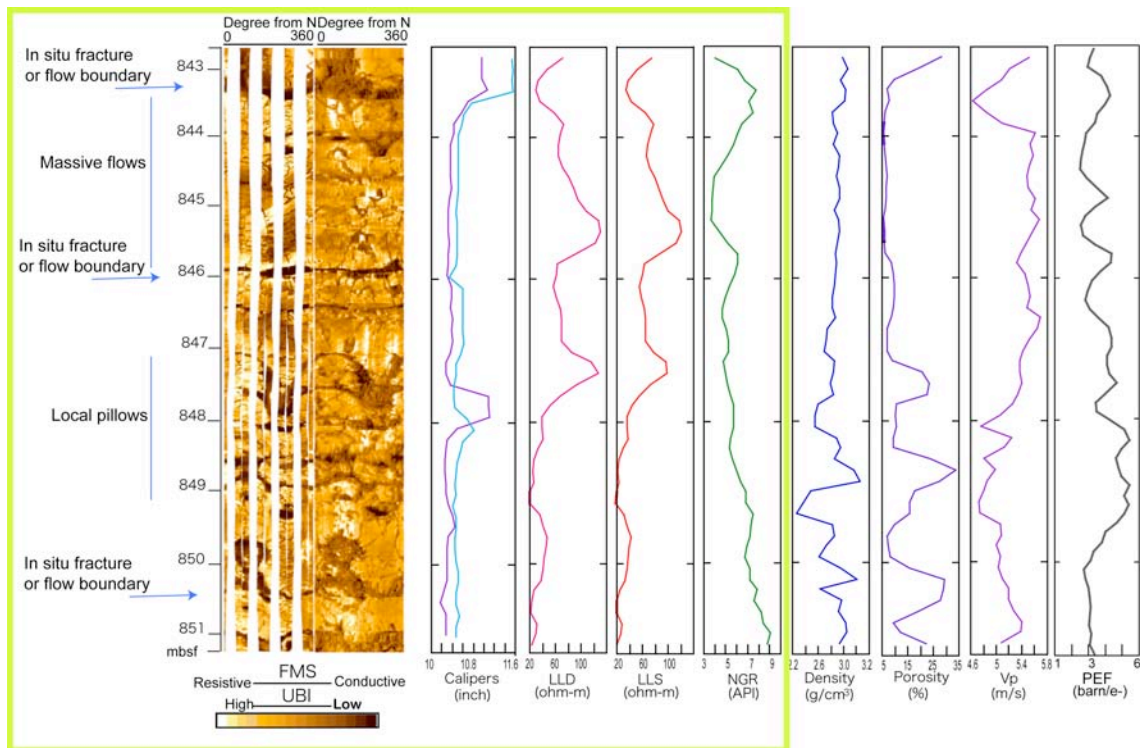 Degree from N Degree from N
0 360 0 360
In situ fracture
or flow boundary
Massive flows
In situ fracture
or flow boundary
Local pillows
In situ fracture
or flow boundary
843
844
845
846
847
848
849
850
851
mbsf
FMS
Resistive Conductive
UBI
High Low
10 10.8 11.6
Calipers
(inch)
20 60 100
LLD
(ohm-m)
20 60 100
LLS
(ohm-m)
3 5 7 9
NGR
(API)
2.2 2.6 3.0
Density
(g/cm³)
5 15 25 35
Porosity
(%)
4.6 5 5.4 5.8
Vp
(m/s)
1 3 6
PEF
(barn/e-)